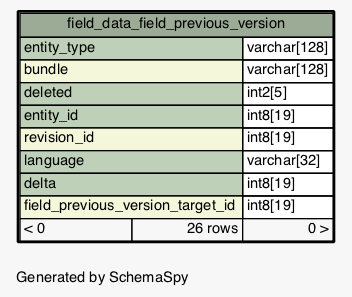 field_data_field_previous_version
entity_type varchar[128]
bundle varchar[128]
deleted int2[5]
entity_id int8[19]
revision_id int8[19]
language varchar[32]
delta int8[19]
field_previous_version_target_id int8[19]
< 0 26 rows 0 >
Generated by SchemaSpy